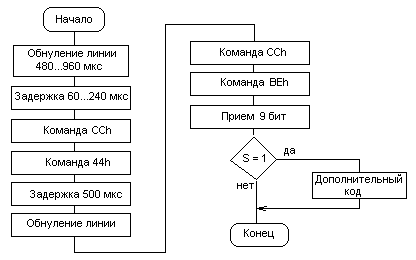 Начало
Обнуление линии
480...960 мкс
Задержка 60...240 мкс
Команда CCh
Команда 44h
Задержка 500 мкс
Обнуление линии
Команда CCh
Команда BEh
Прием 9 бит
S = 1
да
нет
Дополнительный
код
Конец